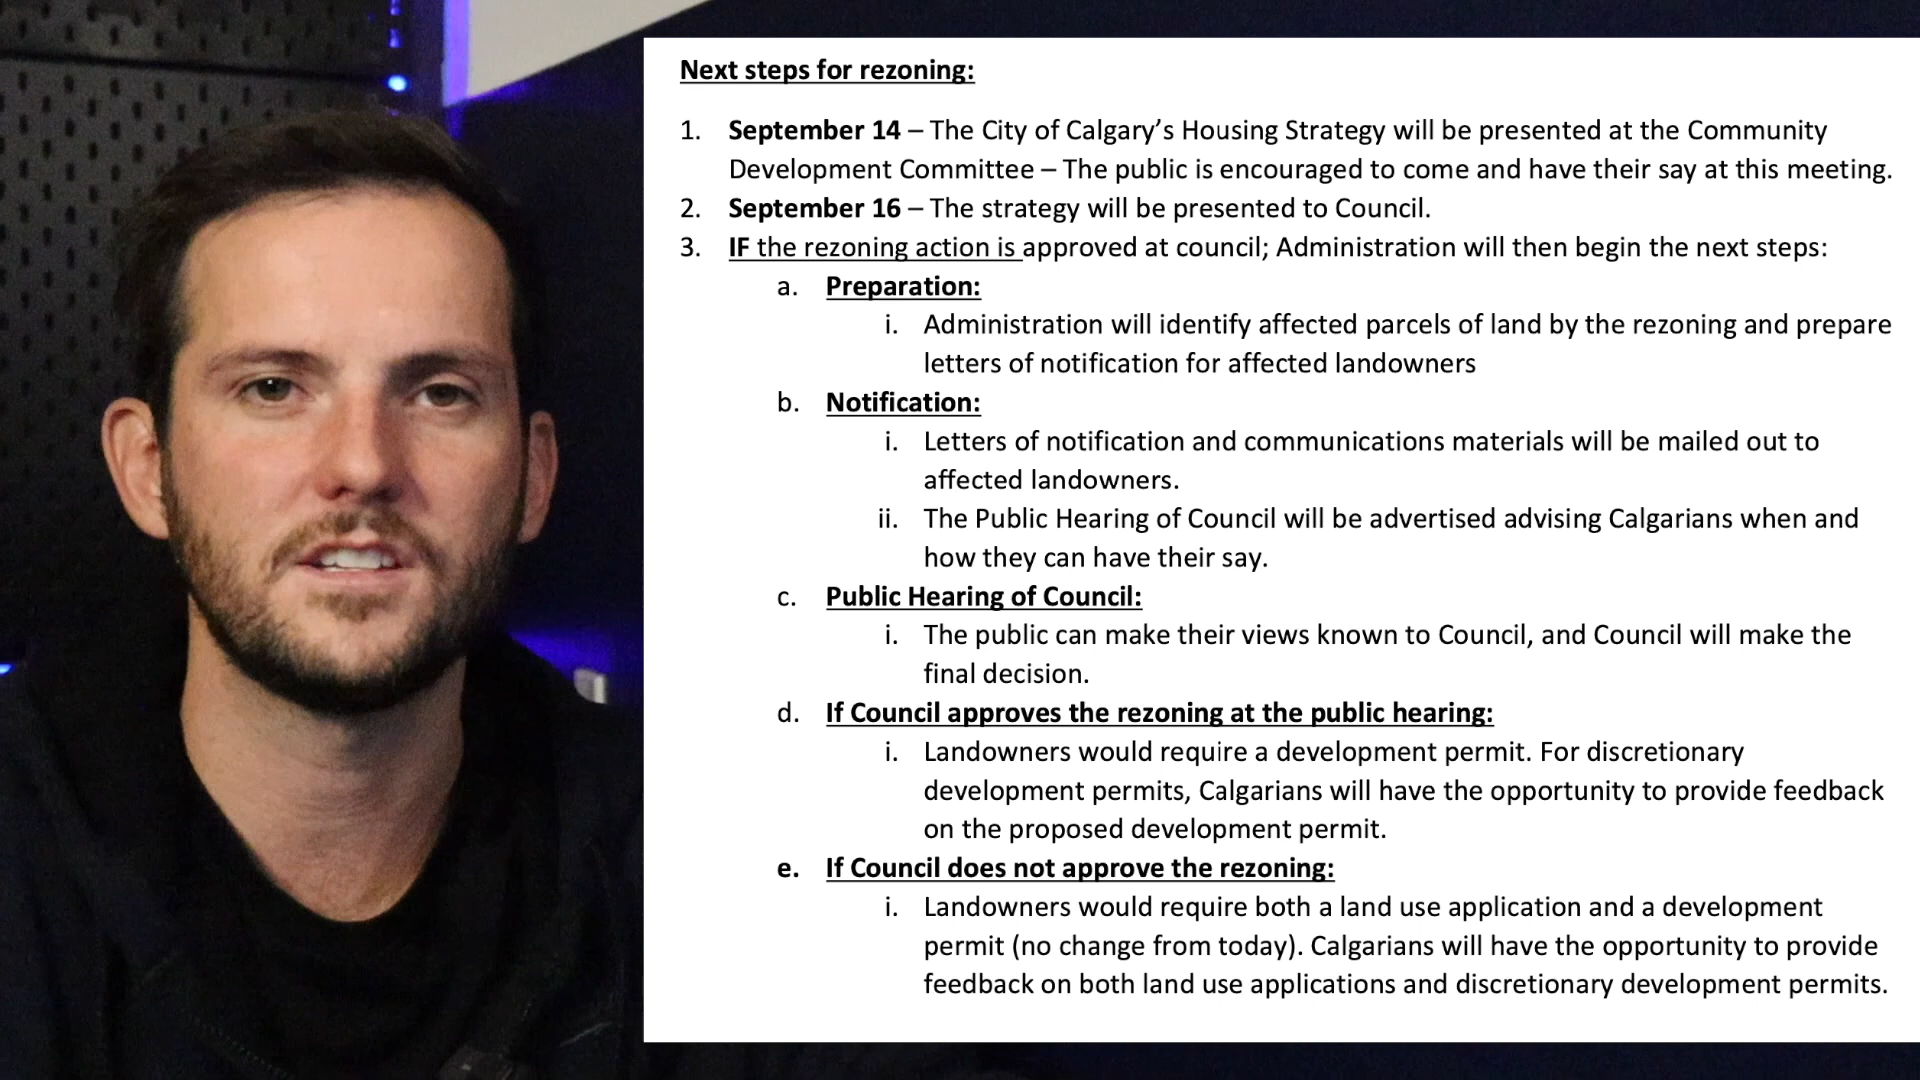 Next steps for rezoning:
1. September 14 – The City of Calgary’s Housing Strategy will be presented at the Community
Development Committee – The public is encouraged to come and have their say at this meeting.
2. September 16 – The strategy will be presented to Council.
3. IF the rezoning action is approved at council; Administration will then begin the next steps:
a. Preparation:
i. Administration will identify affected parcels of land by the rezoning and prepare
letters of notification for affected landowners
b. Notification:
i. Letters of notification and communications materials will be mailed out to
affected landowners.
ii. The Public Hearing of Council will be advertised advising Calgarians when and
how they can have their say.
c. Public Hearing of Council:
i. The public can make their views known to Council, and Council will make the
final decision.
d. If Council approves the rezoning at the public hearing:
i. Landowners would require a development permit. For discretionary
development permits, Calgarians will have the opportunity to provide feedback
on the proposed development permit.
e. If Council does not approve the rezoning:
i. Landowners would require both a land use application and a development
permit (no change from today). Calgarians will have the opportunity to provide
feedback on both land use applications and discretionary development permits.